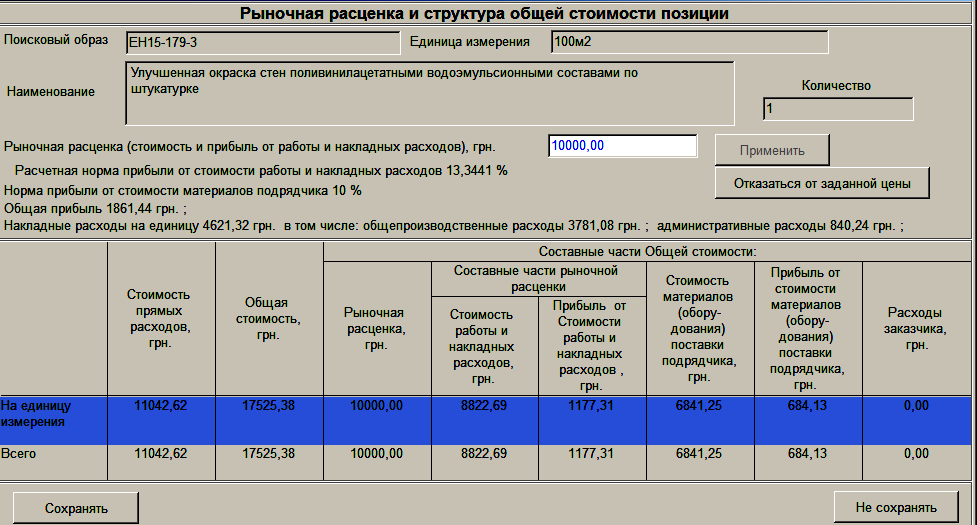 Рыночная расценка и структура общей стоимости позиции
Поисковый образ ЕН15-179-3 Единица измерения 100м2
Наименование
Улучшенная окраска стен поливинилацетатными водоэмульсионными составами по
штукатурке
Количество
1
Рыночная расценка (стоимость и прибыль от работы и накладных расходов), грн. 10000,00 Применить
Расчетная норма прибыли от стоимости работы и накладных расходов 13,3441 %
Отказаться от заданной цены
Норма прибыли от стоимости материалов подрядчика 10 %
Общая прибыль 1861,44 грн. ;
Накладные расходы на единицу 4621,32 грн. в том числе: общепроизводственные расходы 3781,08 грн. ; административные расходы 840,24 грн. ;
Стоимость
прямых
расходов,
грн.
Общая
стоимость,
грн.
Составные части Общей стоимости:
Рыночная
расценка,
грн.
Составные части рыночной
расценки
Стоимость
работы и
накладных
расходов,
грн.
Прибыль от
Стоимости
работы и
накладных
расходов ,
грн.
Стоимость
материалов
(обору-
дования)
поставки
подрядчика,
грн.
Прибыль от
стоимости
материалов
(обору-
дования)
поставки
подрядчика,
грн.
Расходы
заказчика,
грн.
На единицу
измерения
11042,62 17525,38 10000,00 8822,69 1177,31 6841,25 684,13 0,00
Всего 11042,62 17525,38 10000,00 8822,69 1177,31 6841,25 684,13 0,00
Сохранять Не сохранять